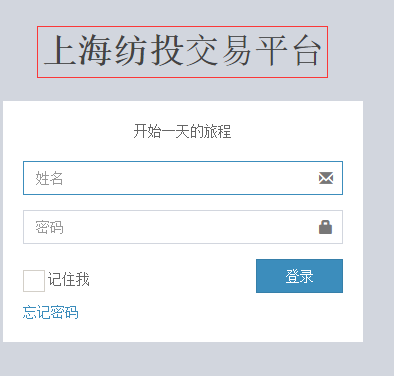 上海纺投交易平台
开始一天的旅程
姓名
密码
记住我
登录
忘记密码